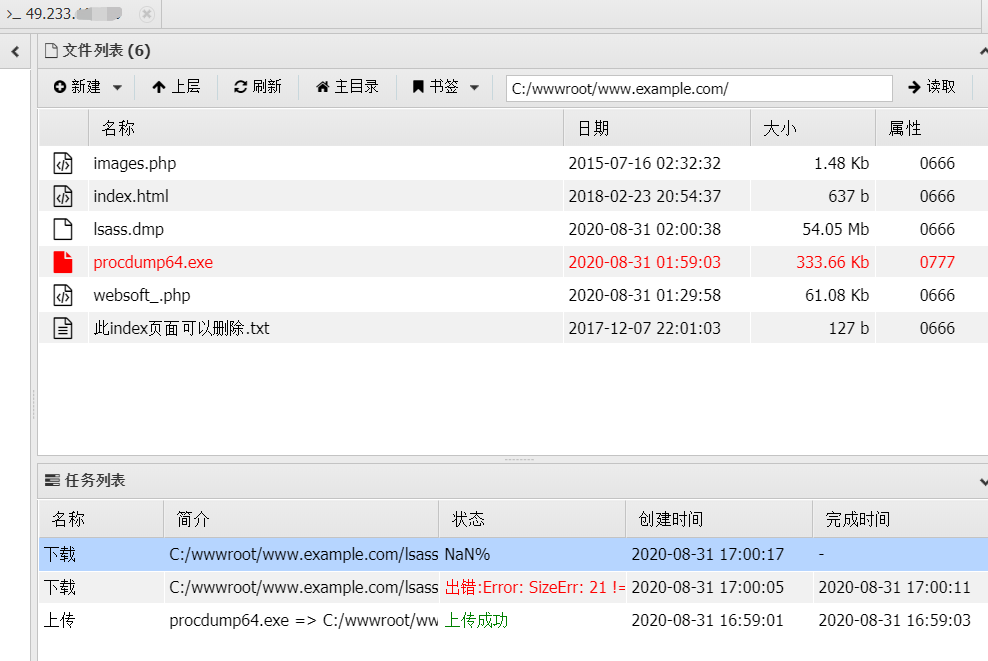 >_ 49.233.
文件列表 (6)
新建 上层 刷新 主目录 书签 C:/wwwroot/www.example.com/ 读取
名称 日期 大小 属性
images.php 2015-07-16 02:32:32 1.48 Kb 0666
index.html 2018-02-23 20:54:37 637 b 0666
lsass.dmp 2020-08-31 02:00:38 54.05 Mb 0666
procdump64.exe 2020-08-31 01:59:03 333.66 Kb 0777
websoft_.php 2020-08-31 01:29:58 61.08 Kb 0666
此index页面可以删除.txt 2017-12-07 22:01:03 127 b 0666
任务列表
名称 简介 状态 创建时间 完成时间
下载 C:/wwwroot/www.example.com/lsass NaN% 2020-08-31 17:00:17 -
下载 C:/wwwroot/www.example.com/lsass 出错:Error: SizeErr: 21 != 2020-08-31 17:00:05 2020-08-31 17:00:11
上传 procdump64.exe => C:/wwwroot/ww 上传成功 2020-08-31 16:59:01 2020-08-31 16:59:03